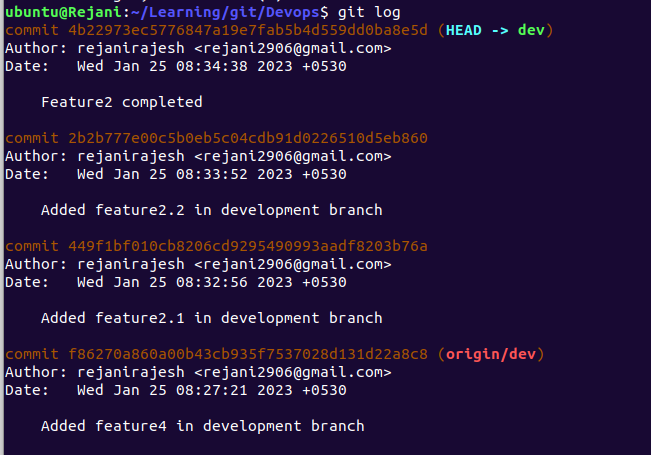 ubuntu@Rejani:~/Learning/git/Devops$ git log
commit 4b22973ec5776847a19e7fab5b4d559dd0ba8e5d (HEAD -> dev)
Author: rejanirajesh <rejani2906@gmail.com>
Date:   Wed Jan 25 08:34:38 2023 +0530
    Feature2 completed
commit 2b2b777e00c5b0eb5c04cdb91d0226510d5eb860
Author: rejanirajesh <rejani2906@gmail.com>
Date:   Wed Jan 25 08:33:52 2023 +0530
    Added feature2.2 in development branch
commit 449f1bf010cb8206cd9295490993aadf8203b76a
Author: rejanirajesh <rejani2906@gmail.com>
Date:   Wed Jan 25 08:32:56 2023 +0530
    Added feature2.1 in development branch
commit f86270a860a00b43cb935f7537028d131d22a8c8 (origin/dev)
Author: rejanirajesh <rejani2906@gmail.com>
Date:   Wed Jan 25 08:27:21 2023 +0530
    Added feature4 in development branch